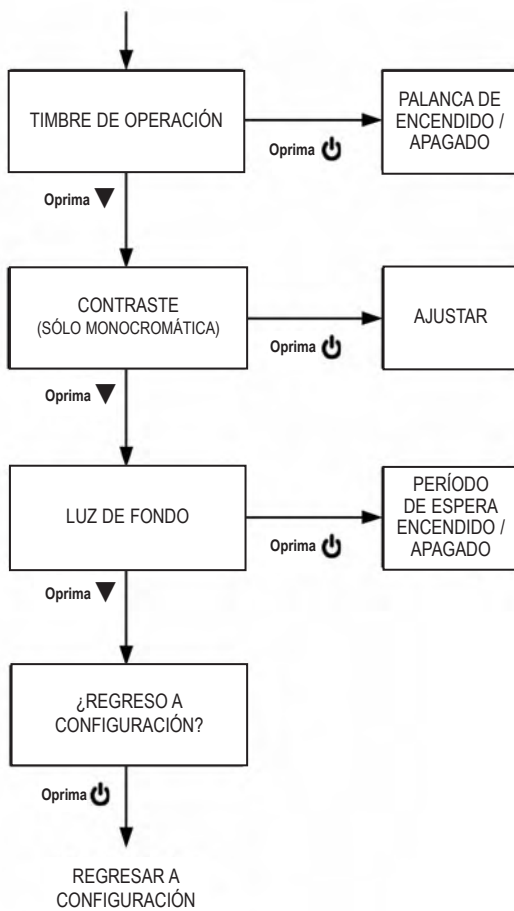 TIMBRE DE OPERACIÓN
Oprima
PALANCA DE
ENCENDIDO /
APAGADO
Oprima ▼
CONTRASTE
(SÓLO MONOCROMÁTICA)
Oprima
AJUSTAR
Oprima ▼
LUZ DE FONDO
Oprima
PERÍODO
DE ESPERA
ENCENDIDO /
APAGADO
Oprima ▼
¿REGRESO A
CONFIGURACIÓN?
Oprima
REGRESAR A
CONFIGURACIÓN